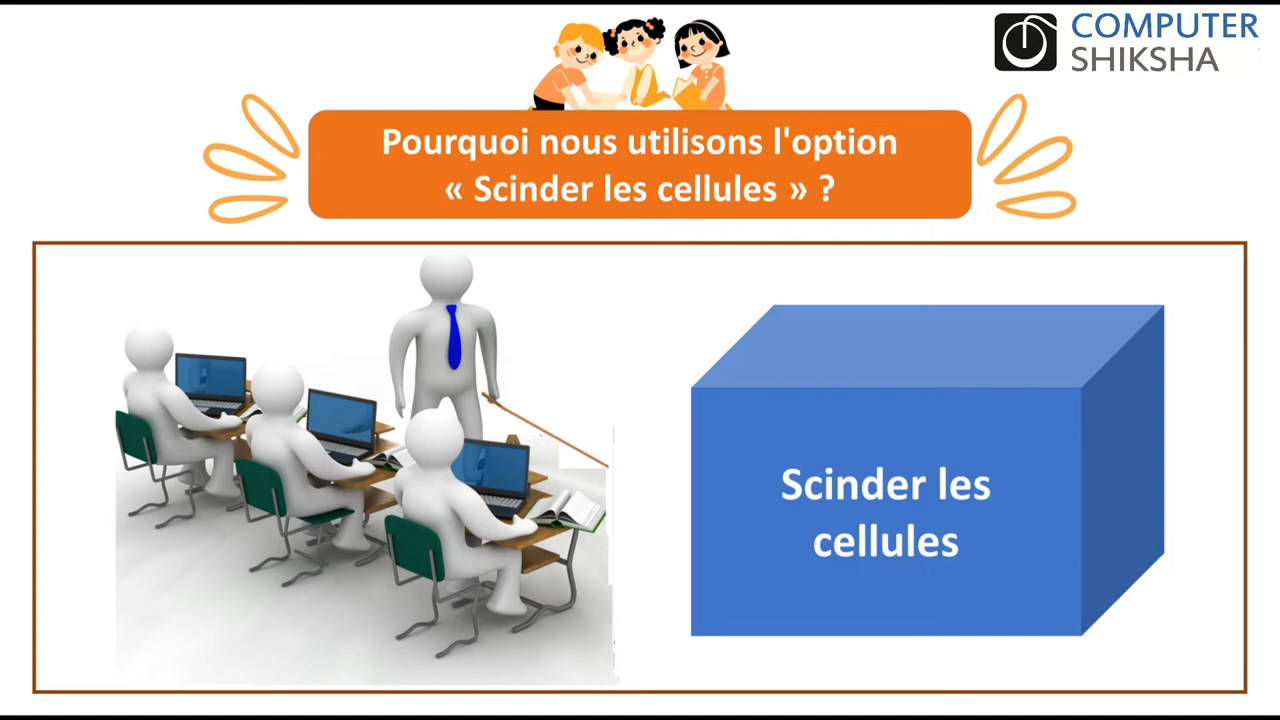 COMPUTER
SHIKSHA
Pourquoi nous utilisons l'option
« Scinder les cellules » ?
Scinder les
cellules